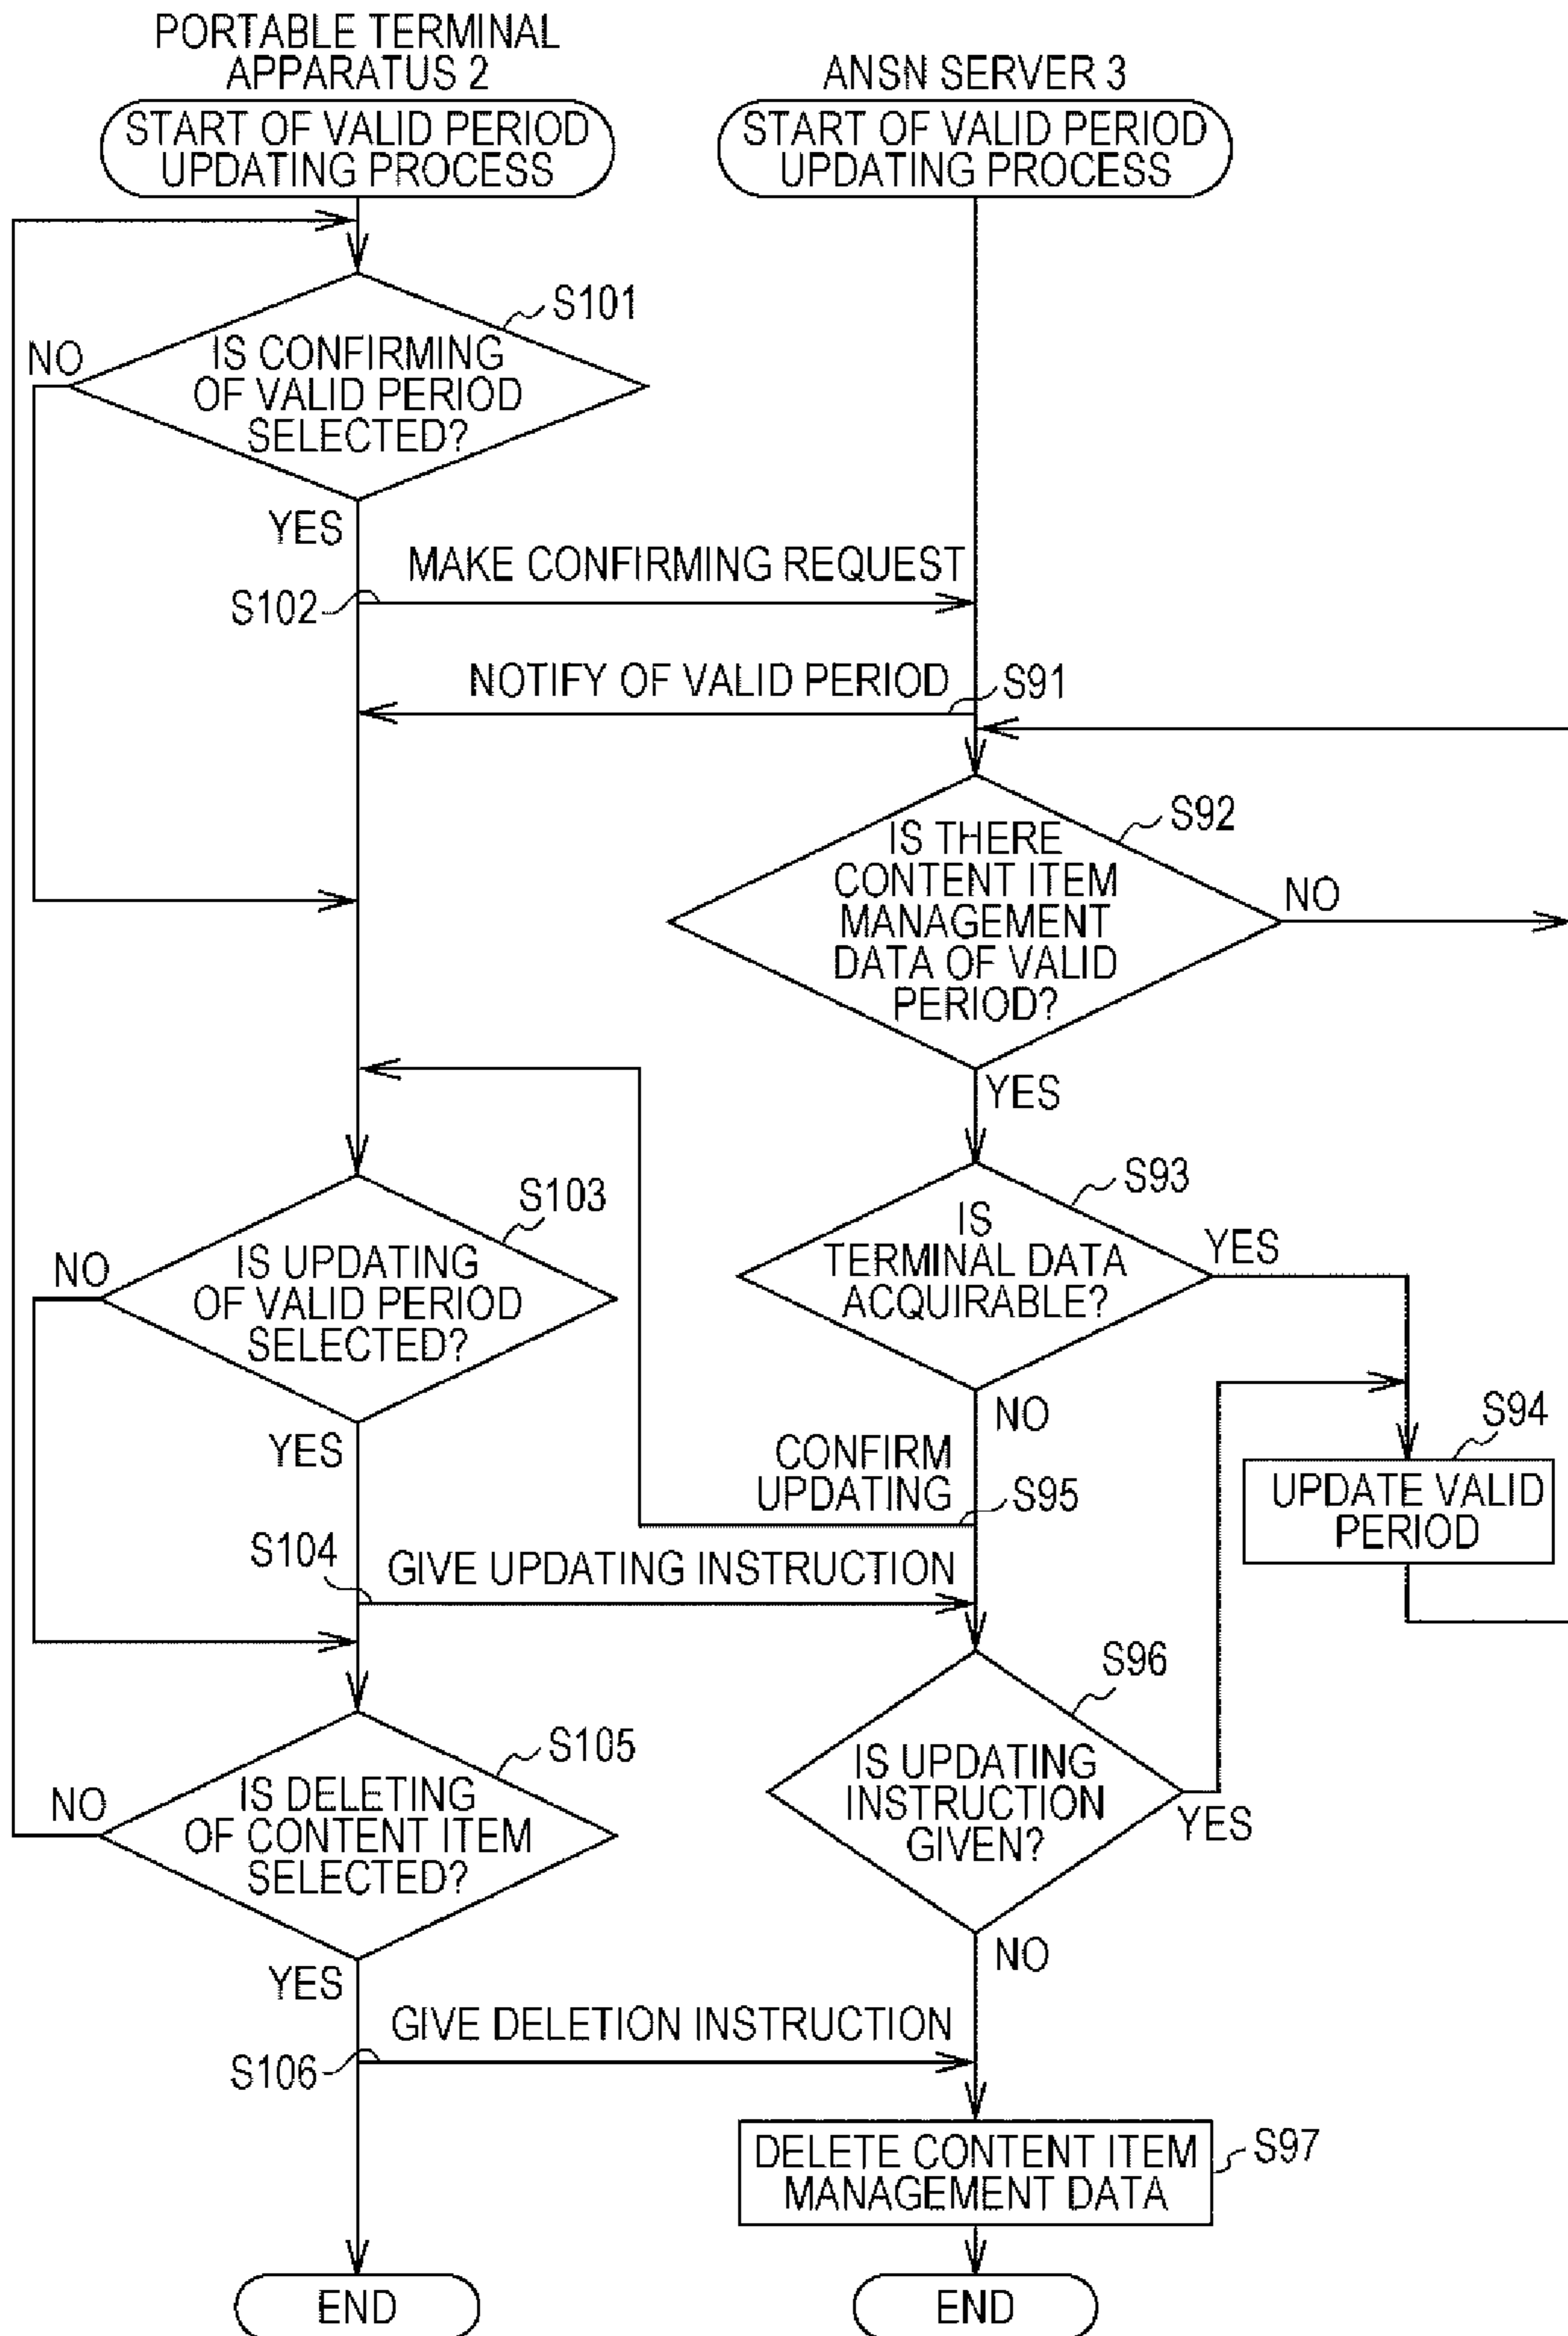 PORTABLE TERMINAL
APPARATUS 2
ANSN SERVER 3
START OF VALID PERIOD
UPDATING PROCESS
START OF VALID PERIOD
UPDATING PROCESS
S101
NO
IS CONFIRMING
OF VALID PERIOD
SELECTED?
YES
MAKE CONFIRMING REQUEST
S102
NOTIFY OF VALID PERIOD
S91
S92
IS THERE
CONTENT ITEM
MANAGEMENT
DATA OF VALID
PERIOD?
NO
YES
S93
IS
TERMINAL DATA
ACQUIRABLE?
YES
NO
S103
NO
IS UPDATING
OF VALID PERIOD
SELECTED?
YES
S94
UPDATE VALID
PERIOD
CONFIRM
UPDATING
S95
S104
GIVE UPDATING INSTRUCTION
S96
IS UPDATING
INSTRUCTION
GIVEN?
YES
NO
S105
NO
IS DELETING
OF CONTENT ITEM
SELECTED?
YES
GIVE DELETION INSTRUCTION
S106
DELETE CONTENT ITEM
MANAGEMENT DATA
S97
END
END